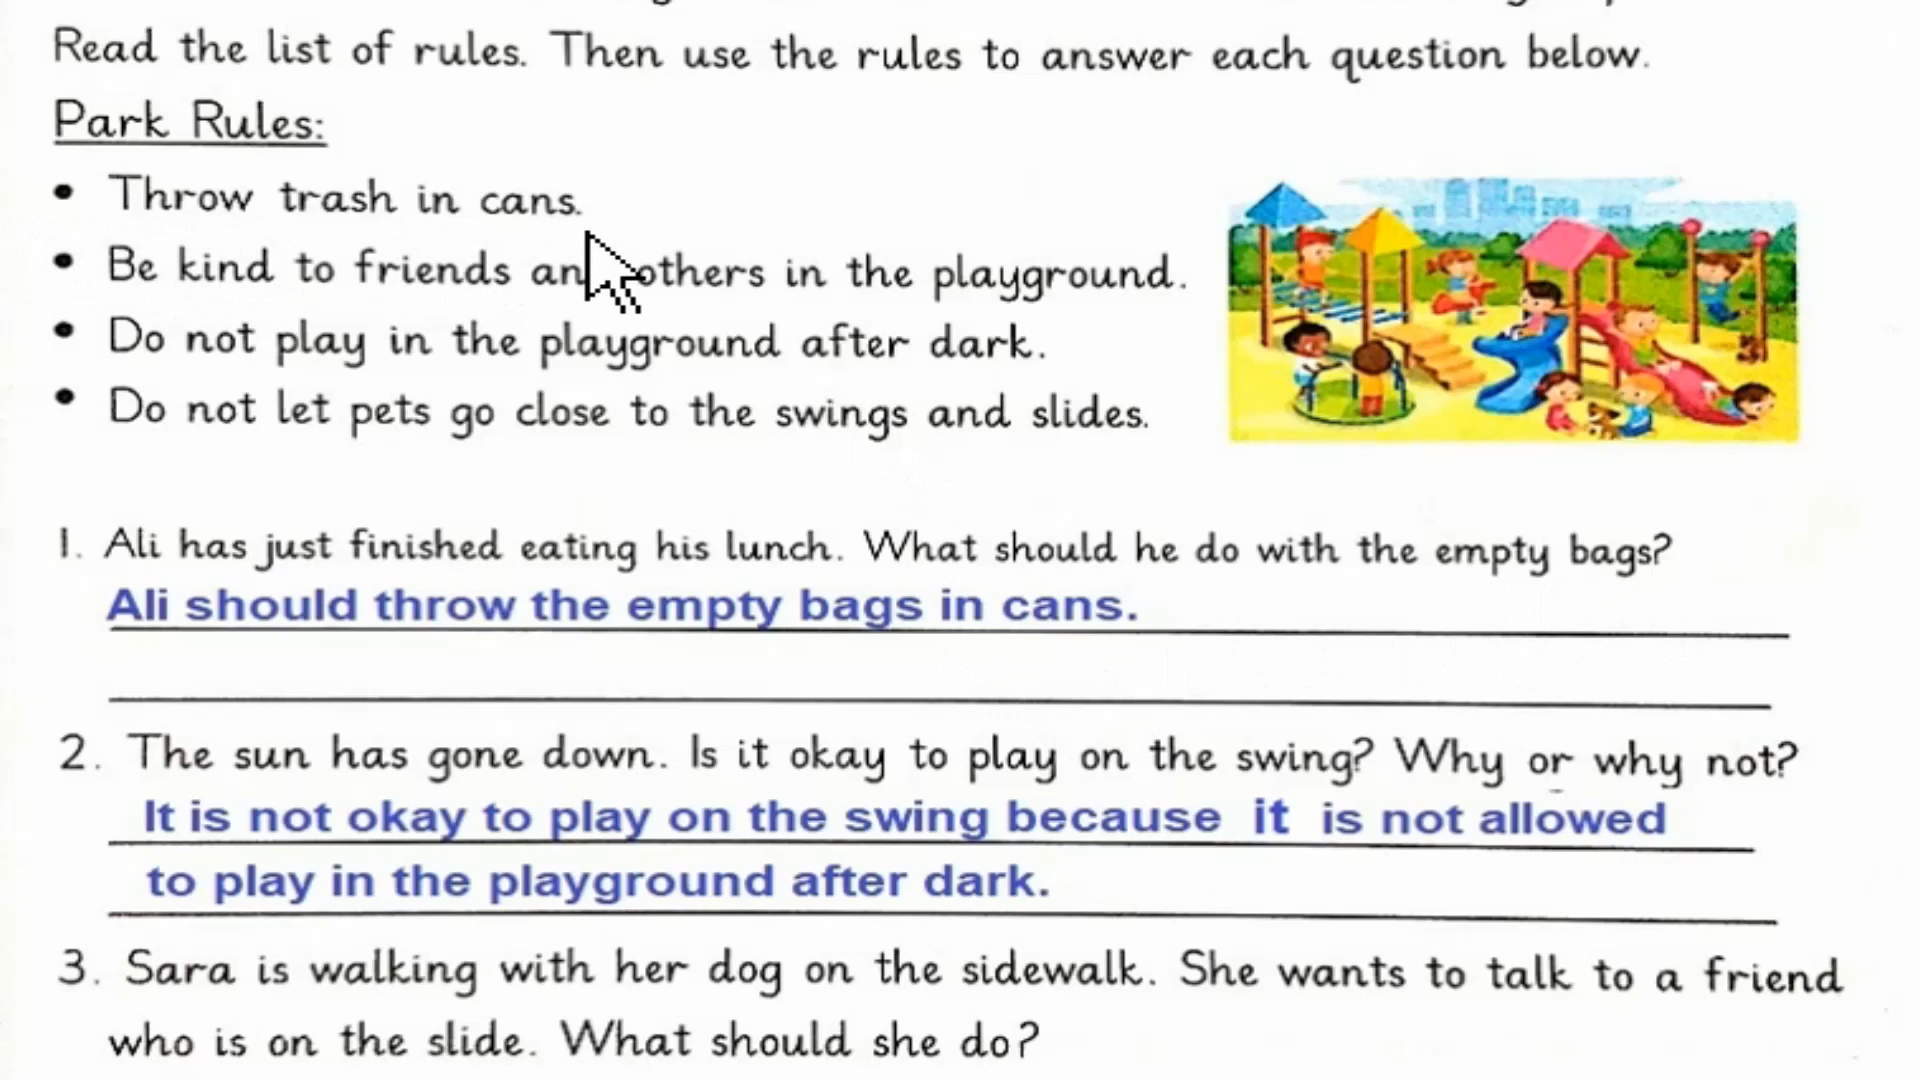 Read the list of rules. Then use the rules to answer each question below.
Park Rules:
• Throw trash in cans.
• Be kind to friends an others in the playground.
• Do not play in the playground after dark.
• Do not let pets go close to the swings and slides.
1. Ali has just finished eating his lunch. What should he do with the empty bags?
Ali should throw the empty bags in cans.
2. The sun has gone down. Is it okay to play on the swing? Why or why not?
It is not okay to play on the swing because it is not allowed
to play in the playground after dark.
3. Sara is walking with her dog on the sidewalk. She wants to talk to a friend
who is on the slide. What should she do?